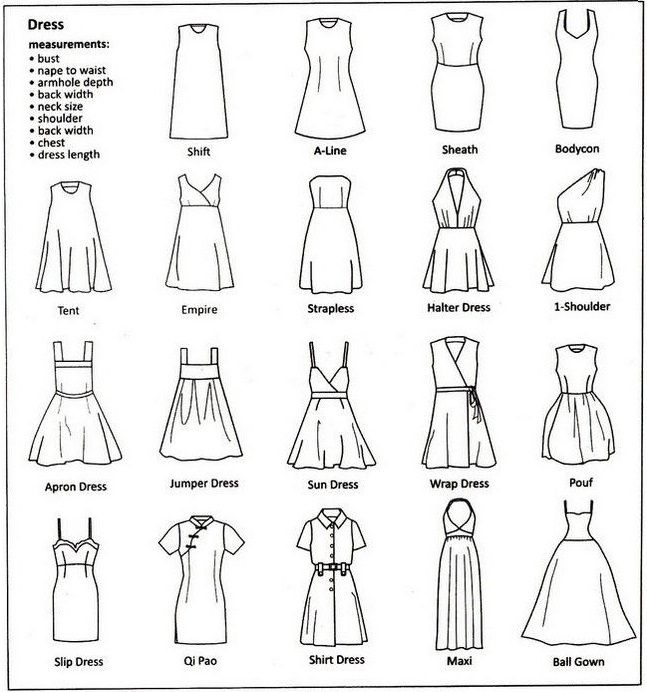 Dress
measurements:
• bust
• nape to waist
• armhole depth
• back width
• neck size
• shoulder
• back width
• chest
• dress length
Shift
A-Line
Sheath
Bodycon
Tent
Empire
Strapless
Halter Dress
1-Shoulder
Apron Dress
Jumper Dress
Sun Dress
Wrap Dress
Pouf
Slip Dress
Qi Pao
Shirt Dress
Maxi
Ball Gown